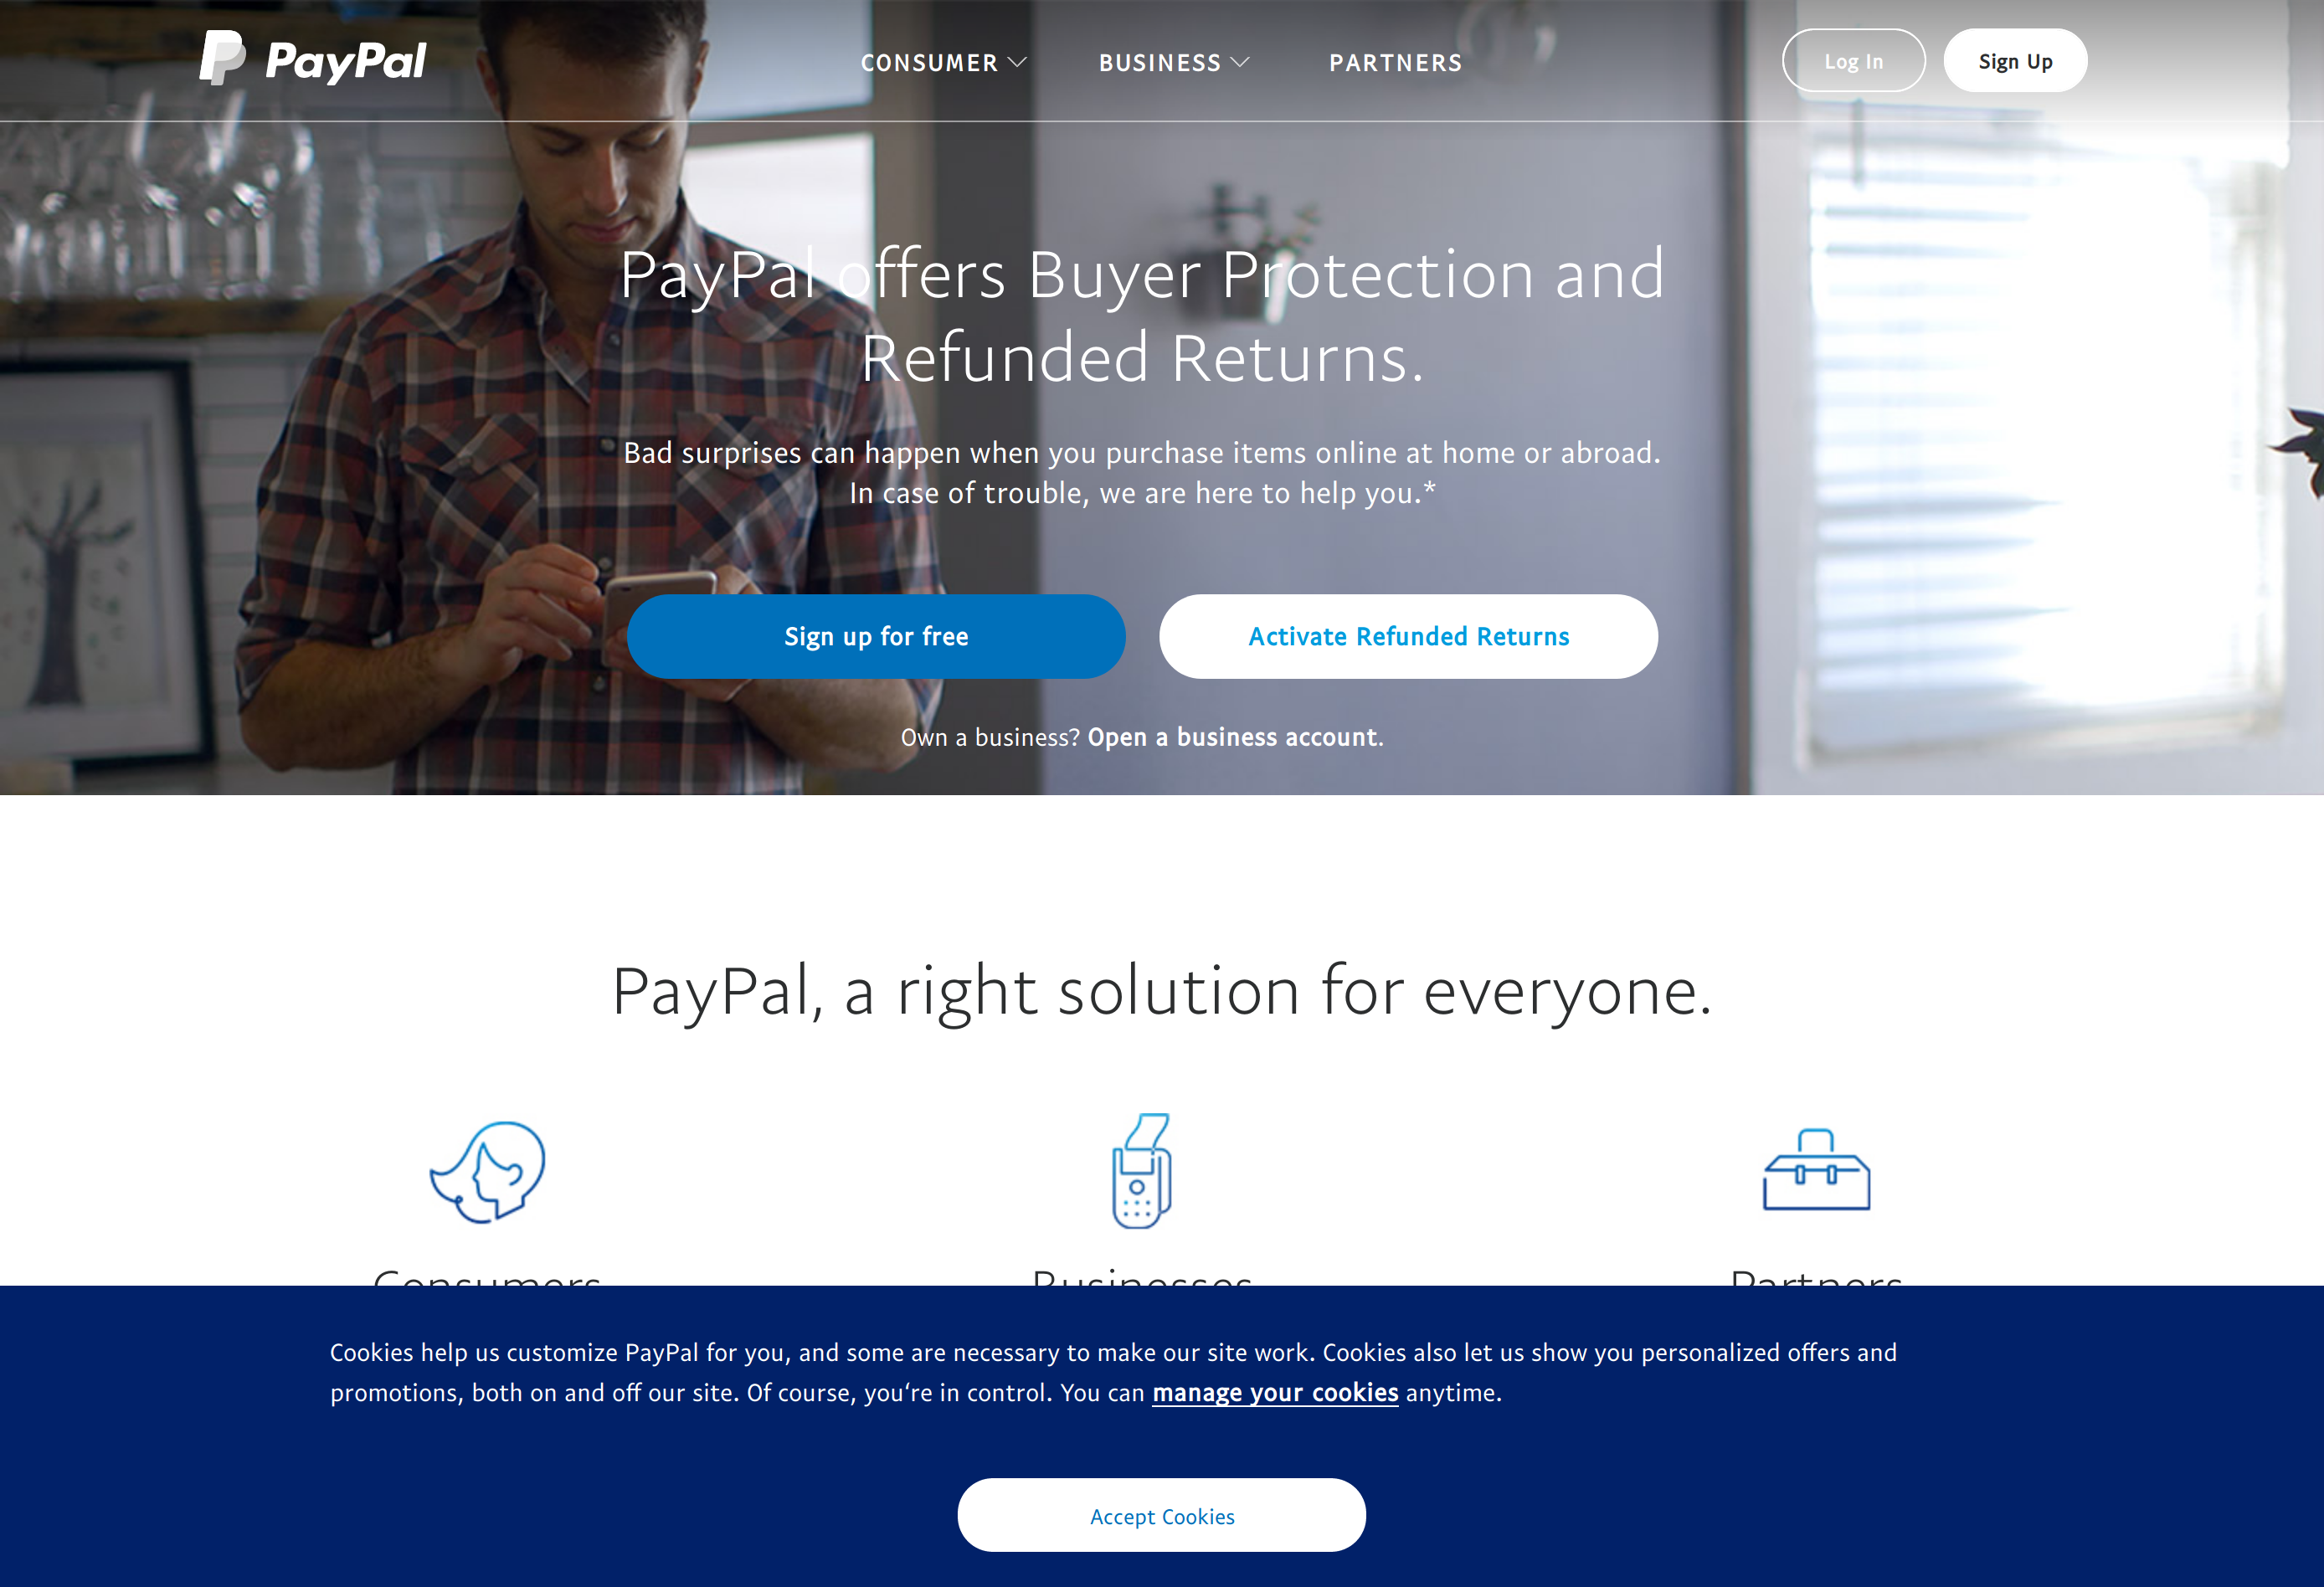 PayPal
CONSUMER
BUSINESS
PARTNERS
Log In
Sign Up
PayPal offers Buyer Protection and
Refunded Returns.
Bad surprises can happen when you purchase items online at home or abroad.
In case of trouble, we are here to help you.*
Sign up for free
Activate Refunded Returns
Own a business? Open a business account.
PayPal, a right solution for everyone.
Consumers
Businesses
Partners
Cookies help us customize PayPal for you, and some are necessary to make our site work. Cookies also let us show you personalized offers and
promotions, both on and off our site. Of course, you’re in control. You can manage your cookies anytime.
Accept Cookies